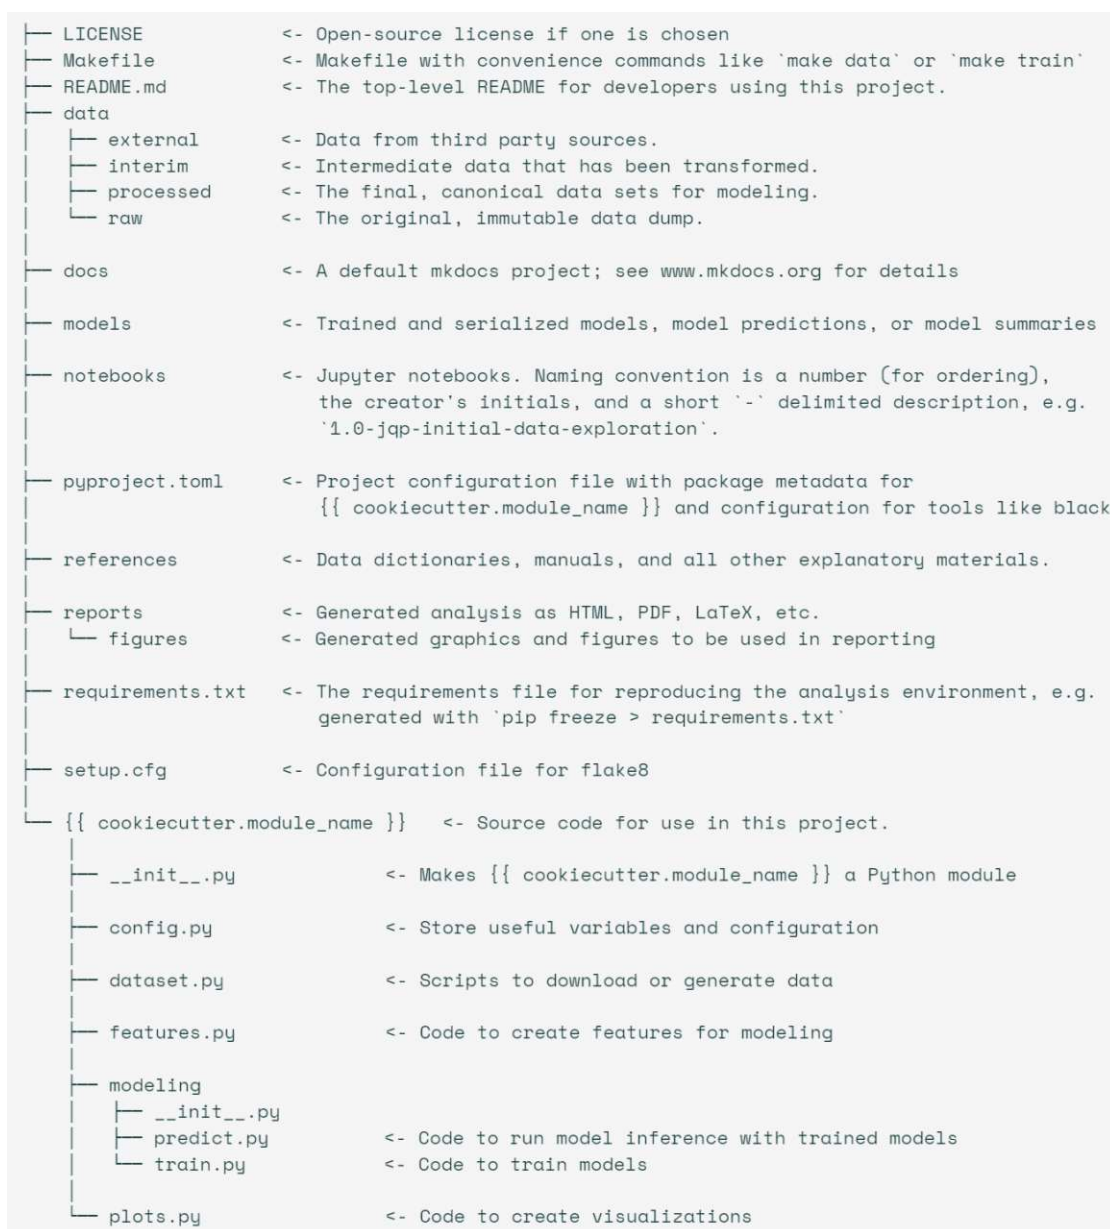 ├── LICENSE            <- Open-source license if one is chosen
├── Makefile           <- Makefile with convenience commands like `make data` or `make train`
├── README.md          <- The top-level README for developers using this project.
├── data
│   ├── external       <- Data from third party sources.
│   ├── interim        <- Intermediate data that has been transformed.
│   ├── processed      <- The final, canonical data sets for modeling.
│   └── raw            <- The original, immutable data dump.
│
├── docs               <- A default mkdocs project; see www.mkdocs.org for details
│
├── models             <- Trained and serialized models, model predictions, or model summaries
│
├── notebooks          <- Jupyter notebooks. Naming convention is a number (for ordering),
│                         the creator's initials, and a short `-` delimited description, e.g.
│                         `1.0-jqp-initial-data-exploration`.
│
├── pyproject.toml     <- Project configuration file with package metadata for
│                         {{ cookiecutter.module_name }} and configuration for tools like black
│
├── references         <- Data dictionaries, manuals, and all other explanatory materials.
│
├── reports            <- Generated analysis as HTML, PDF, LaTeX, etc.
│   └── figures        <- Generated graphics and figures to be used in reporting
│
├── requirements.txt   <- The requirements file for reproducing the analysis environment, e.g.
│                         generated with `pip freeze > requirements.txt`
│
├── setup.cfg          <- Configuration file for flake8
│
└── {{ cookiecutter.module_name }}   <- Source code for use in this project.
    │
    ├── __init__.py             <- Makes {{ cookiecutter.module_name }} a Python module
    │
    ├── config.py               <- Store useful variables and configuration
    │
    ├── dataset.py              <- Scripts to download or generate data
    │
    ├── features.py             <- Code to create features for modeling
    │
    ├── modeling
    │   ├── __init__.py
    │   ├── predict.py          <- Code to run model inference with trained models
    │   └── train.py            <- Code to train models
    │
    └── plots.py                <- Code to create visualizations